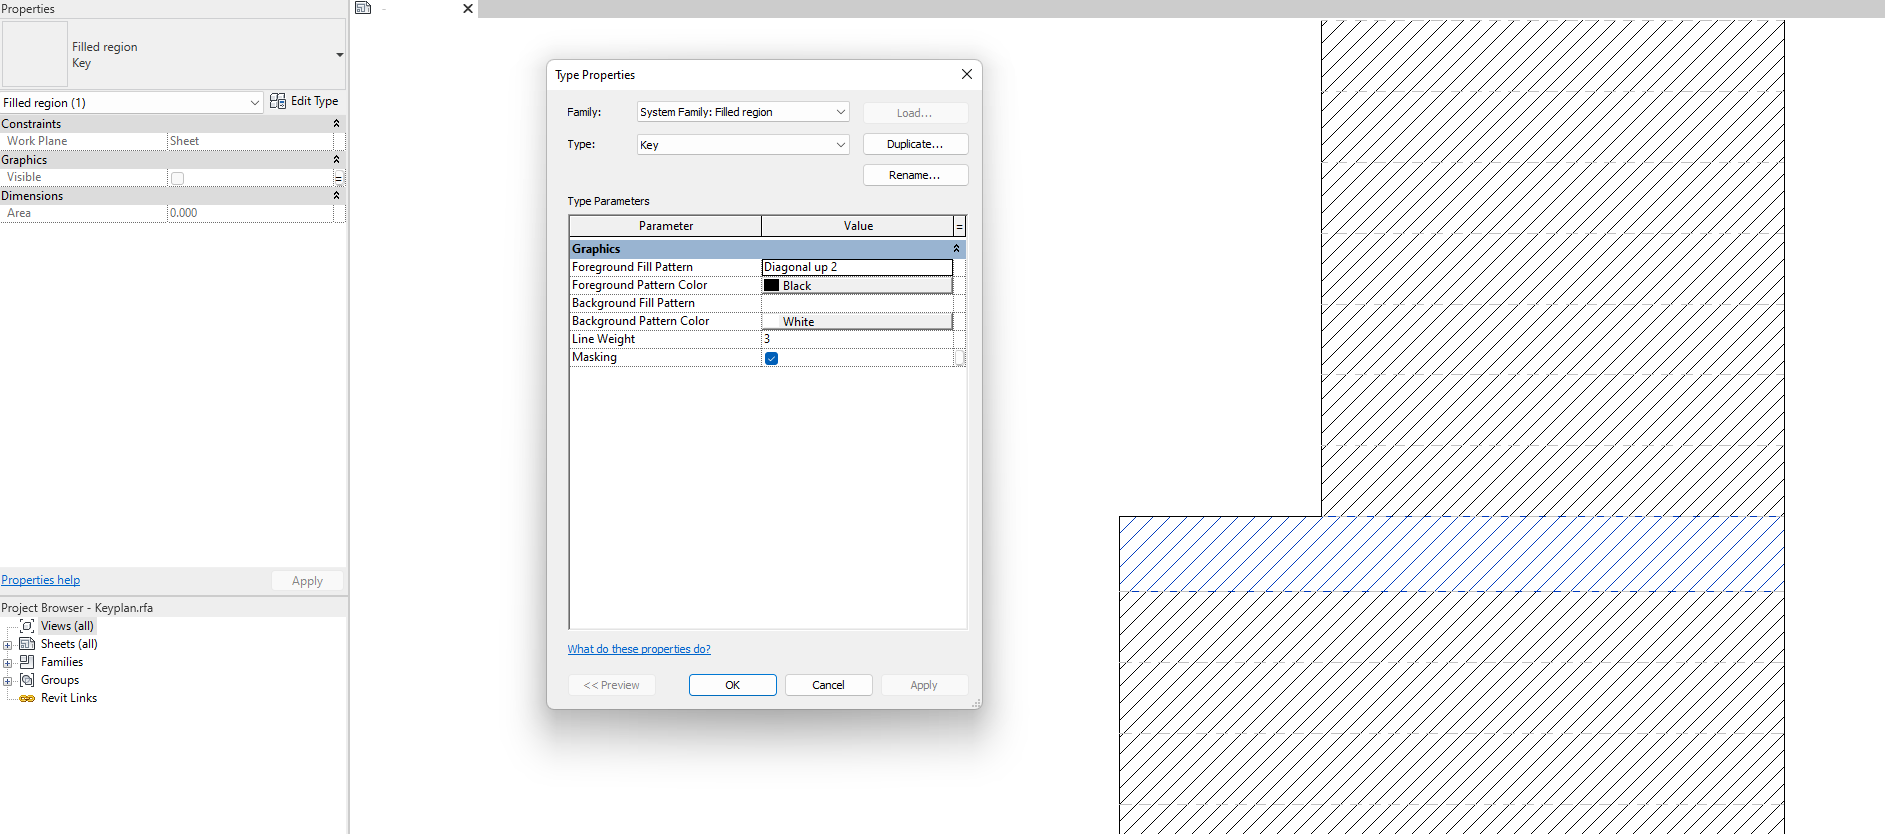 Properties
Filled region
Key
Filled region (1)
Edit Type
Constraints
Work Plane Sheet
Graphics
Visible =
Dimensions
Area 0.000
Properties help Apply
Project Browser - Keyplan.rfa
Views (all)
Sheets (all)
Families
Groups
Revit Links
Type Properties
Family: System Family: Filled region Load...
Type: Key Duplicate...
Rename...
Type Parameters
Parameter Value =
Graphics
Foreground Fill Pattern Diagonal up 2
Foreground Pattern Color Black
Background Fill Pattern
Background Pattern Color White
Line Weight 3
Masking
What do these properties do?
<< Preview OK Cancel Apply